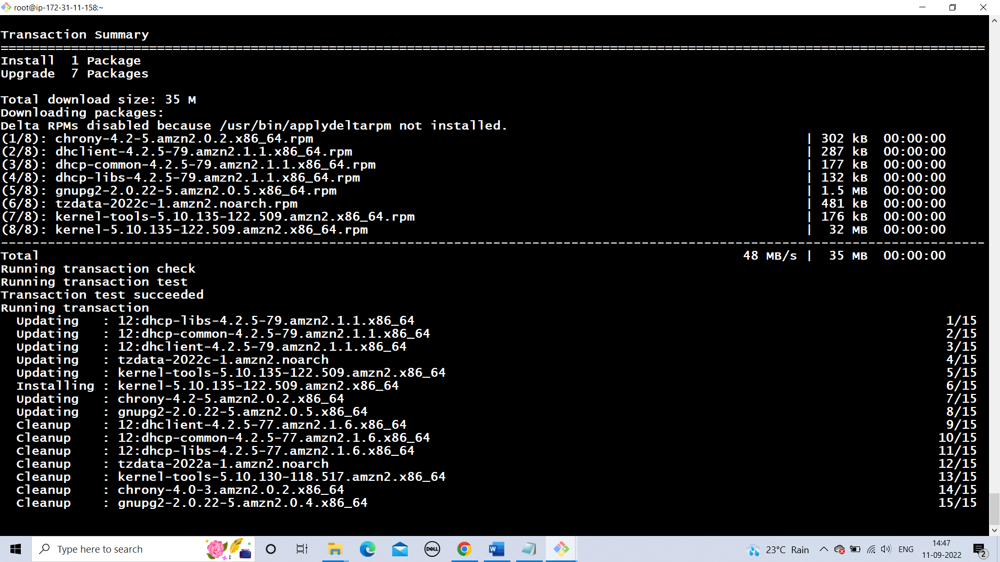 root@ip-172-31-11-158:~
Transaction Summary
================================================================================================================================
Install  1 Package
Upgrade  7 Packages
Total download size: 35 M
Downloading packages:
Delta RPMs disabled because /usr/bin/applydeltarpm not installed.
(1/8): chrony-4.2-5.amzn2.0.2.x86_64.rpm | 302 kB  00:00:00
(2/8): dhclient-4.2.5-79.amzn2.1.1.x86_64.rpm | 287 kB  00:00:00
(3/8): dhcp-common-4.2.5-79.amzn2.1.1.x86_64.rpm | 177 kB  00:00:00
(4/8): dhcp-libs-4.2.5-79.amzn2.1.1.x86_64.rpm | 132 kB  00:00:00
(5/8): gnupg2-2.0.22-5.amzn2.0.5.x86_64.rpm | 1.5 MB  00:00:00
(6/8): tzdata-2022c-1.amzn2.noarch.rpm | 481 kB  00:00:00
(7/8): kernel-tools-5.10.135-122.509.amzn2.x86_64.rpm | 176 kB  00:00:00
(8/8): kernel-5.10.135-122.509.amzn2.x86_64.rpm |  32 MB  00:00:00
--------------------------------------------------------------------------------------------------------------------------------
Total 48 MB/s |  35 MB  00:00:00
Running transaction check
Running transaction test
Transaction test succeeded
Running transaction
Updating   : 12:dhcp-libs-4.2.5-79.amzn2.1.1.x86_64 1/15
Updating   : 12:dhcp-common-4.2.5-79.amzn2.1.1.x86_64 2/15
Updating   : 12:dhclient-4.2.5-79.amzn2.1.1.x86_64 3/15
Updating   : tzdata-2022c-1.amzn2.noarch 4/15
Updating   : kernel-tools-5.10.135-122.509.amzn2.x86_64 5/15
Installing : kernel-5.10.135-122.509.amzn2.x86_64 6/15
Updating   : chrony-4.2-5.amzn2.0.2.x86_64 7/15
Updating   : gnupg2-2.0.22-5.amzn2.0.5.x86_64 8/15
Cleanup    : 12:dhclient-4.2.5-77.amzn2.1.6.x86_64 9/15
Cleanup    : 12:dhcp-common-4.2.5-77.amzn2.1.6.x86_64 10/15
Cleanup    : 12:dhcp-libs-4.2.5-77.amzn2.1.6.x86_64 11/15
Cleanup    : tzdata-2022a-1.amzn2.noarch 12/15
Cleanup    : kernel-tools-5.10.130-118.517.amzn2.x86_64 13/15
Cleanup    : chrony-4.0-3.amzn2.0.2.x86_64 14/15
Cleanup    : gnupg2-2.0.22-5.amzn2.0.4.x86_64 15/15
Type here to search
DELL
W
23°C Rain
ENG
14:47
11-09-2022
2